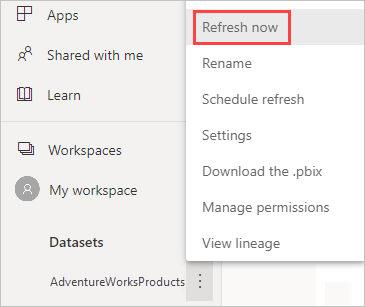 Apps
Shared with me
Learn
Workspaces
My workspace
Datasets
AdventureWorksProducts
Refresh now
Rename
Schedule refresh
Settings
Download the .pbix
Manage permissions
View lineage